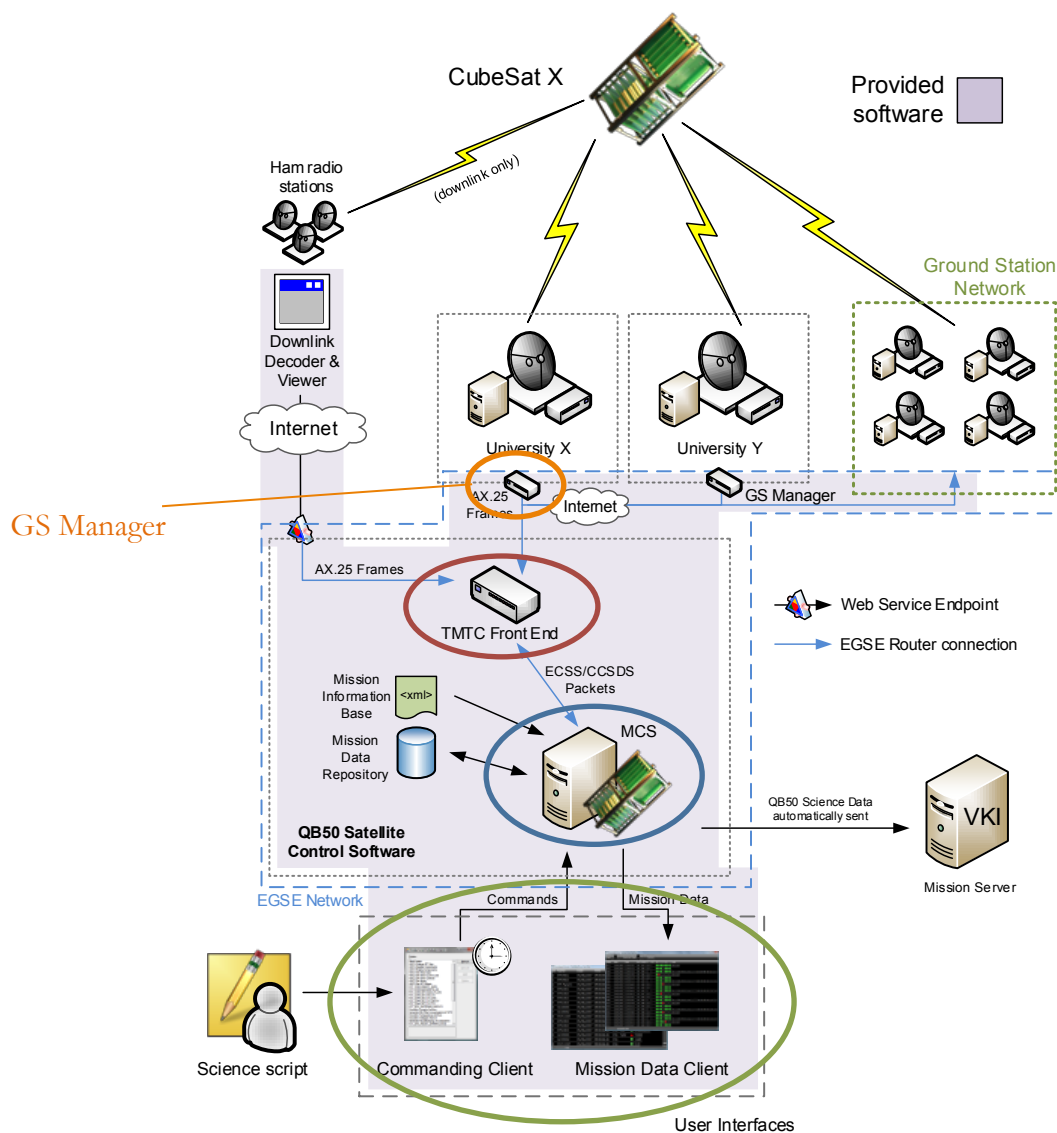 CubeSat X
Provided
software
Ham radio
stations
(downlink only)
Ground Station
Network
Downlink
Decoder &
Viewer
Internet
University X
University Y
GS Manager
AX.25
Frames
Internet
GS Manager
AX.25 Frames
TMTC Front End
Web Service Endpoint
EGSE Router connection
ECSS/CCSDS
Packets
Mission
Information
Base
<xml>
MCS
Mission
Data
Repository
QB50 Science Data
automatically sent
VKI
QB50 Satellite
Control Software
Mission Server
EGSE Network
Commands
Mission Data
Science script
Commanding Client
Mission Data Client
User Interfaces